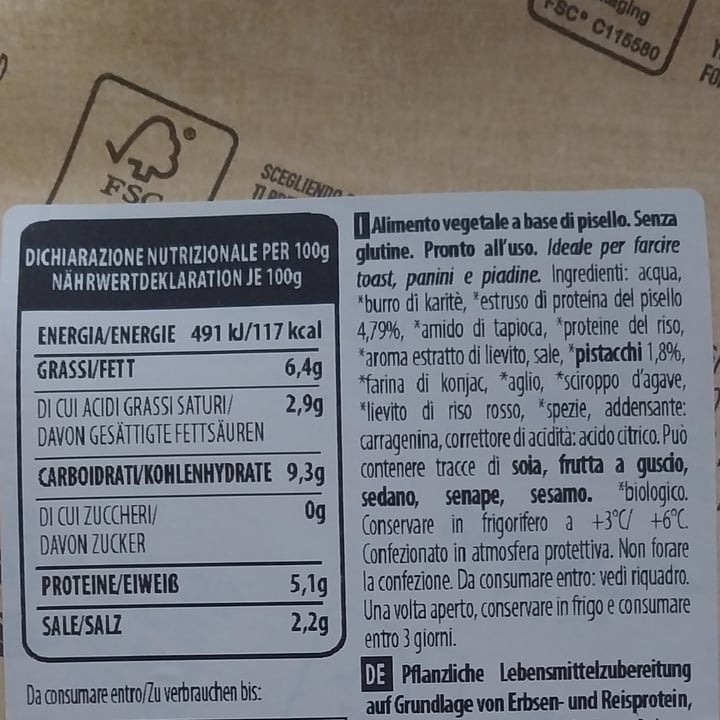 aging
FSC® C115580
FSC
SCEGLIENDO
DICHIARAZIONE NUTRIZIONALE PER 100g
NÄHRWERTDEKLARATION JE 100g
ENERGIA/ENERGIE 491 kJ/117 kcal
GRASSI/FETT 6,4g
DI CUI ACIDI GRASSI SATURI/ 2,9g
DAVON GESÄTTIGTE FETTSÄUREN
CARBOIDRATI/KOHLENHYDRATE 9,3g
DI CUI ZUCCHERI/ 0g
DAVON ZUCKER
PROTEINE/EIWEIß 5,1g
SALE/SALZ 2,2g
Da consumare entro/Zu verbrauchen bis:
I Alimento vegetale a base di pisello. Senza
glutine. Pronto all'uso. Ideale per farcire
toast, panini e piadine. Ingredienti: acqua,
*burro di karitè, *estruso di proteina del pisello
4,79%, *amido di tapioca, *proteine del riso,
*aroma estratto di lievito, sale, *pistacchi 1,8%,
*farina di konjac, *aglio, *sciroppo d'agave,
*lievito di riso rosso, *spezie, addensante:
carragenina, correttore di acidità: acido citrico. Può
contenere tracce di soia, frutta a guscio,
sedano, senape, sesamo. *biologico.
Conservare in frigorifero a +3°C/ +6°C.
Confezionato in atmosfera protettiva. Non forare
la confezione. Da consumare entro: vedi riquadro.
Una volta aperto, conservare in frigo e consumare
entro 3 giorni.
DE Pflanzliche Lebensmittelzubereitung
auf Grundlage von Erbsen- und Reisprotein,